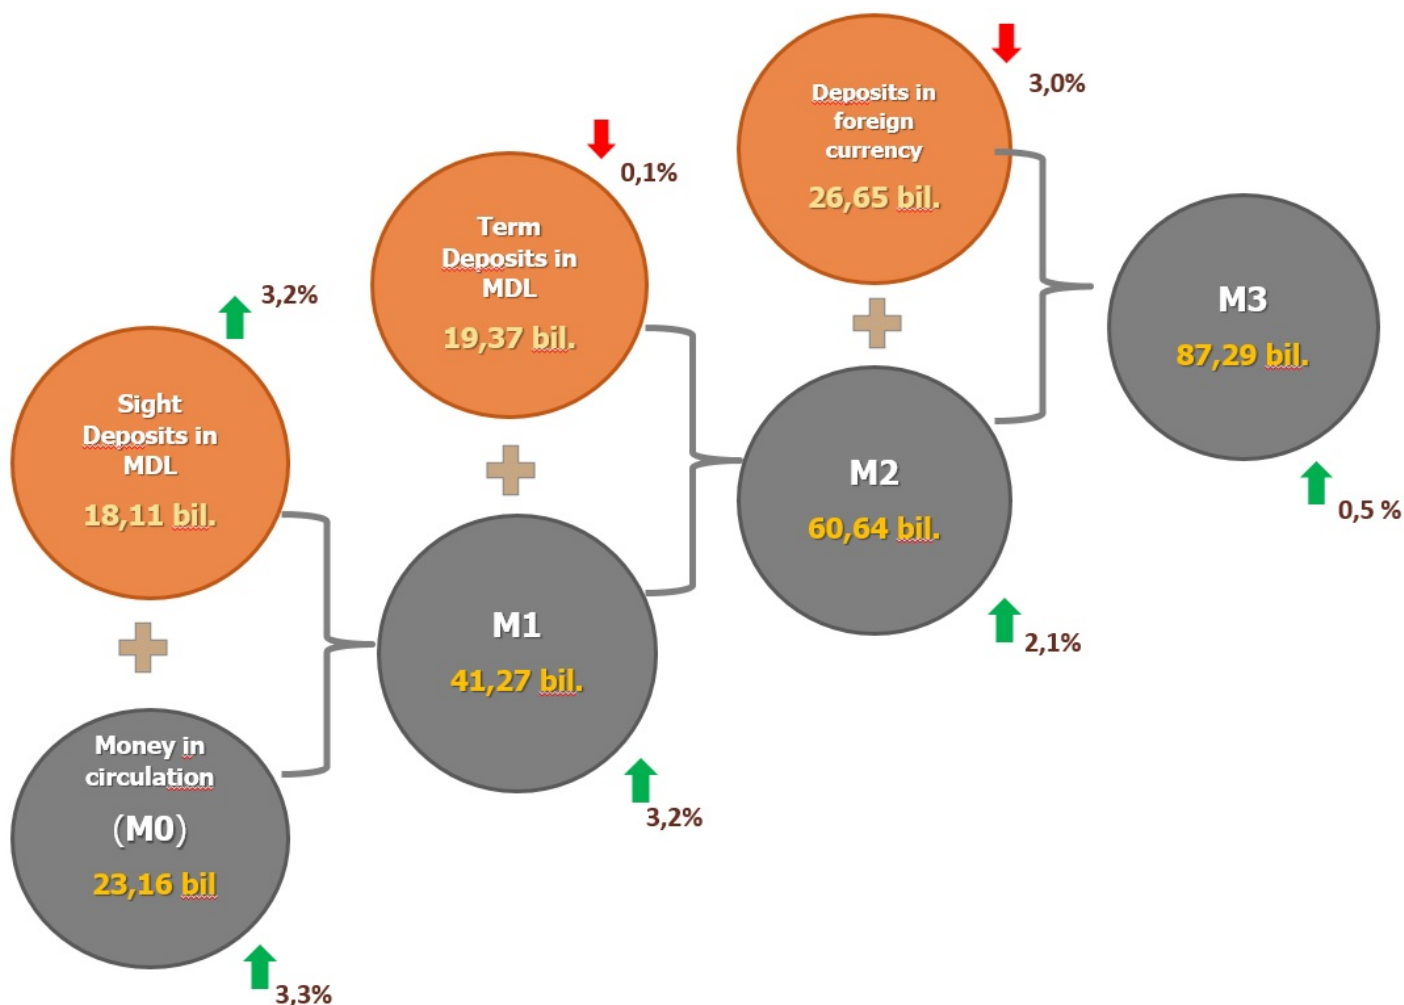 3,2%
Sight
Deposits in
MDL
18,11 bil.
Money in
circulation
(M0)
23,16 bil
3,3%
0,1%
Term
Deposits in
MDL
19,37 bil.
M1
41,27 bil.
3,2%
3,0%
Deposits in
foreign
currency
26,65 bil.
M2
60,64 bil.
2,1%
M3
87,29 bil.
0,5 %